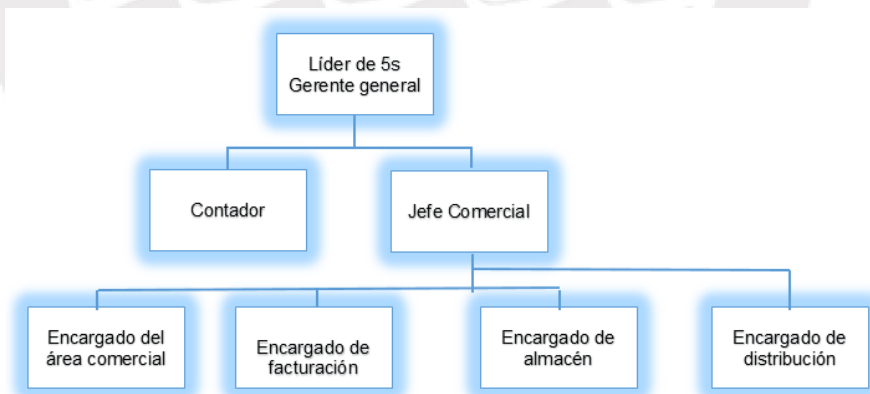 Líder de 5s
Gerente general
Contador
Jefe Comercial
Encargado del
área comercial
Encargado de
facturación
Encargado de
almacén
Encargado de
distribución